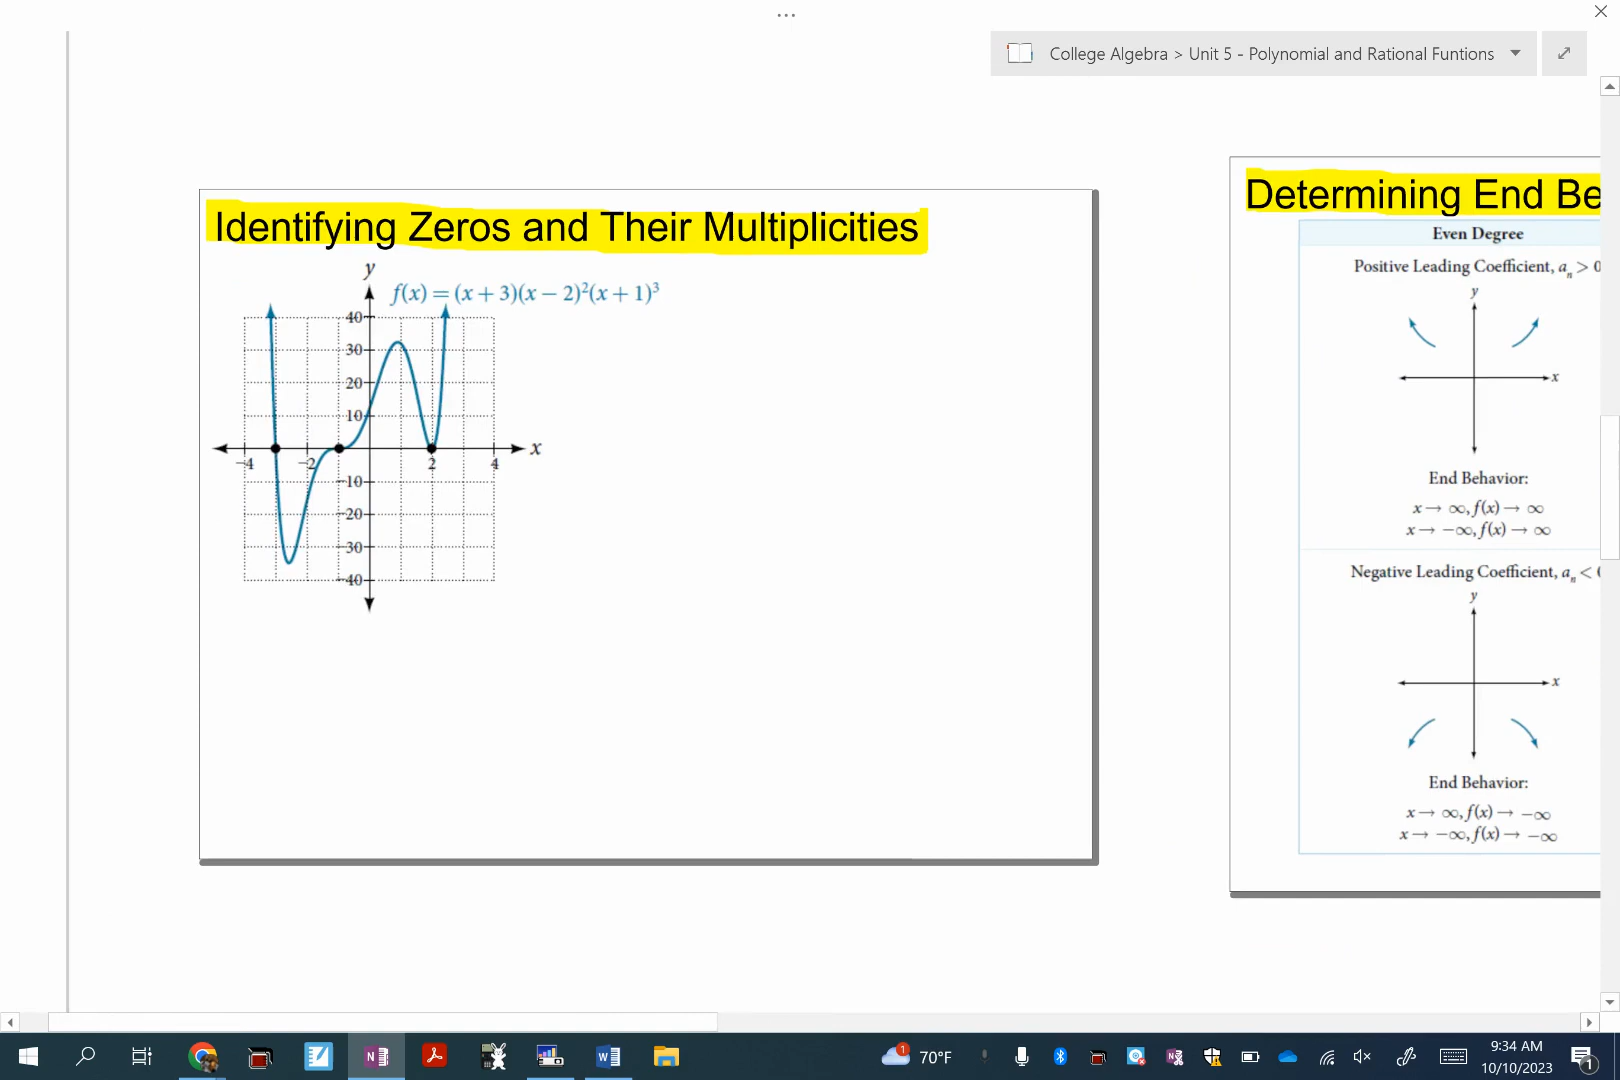 College Algebra > Unit 5 - Polynomial and Rational Funtions
Identifying Zeros and Their Multiplicities
y
f(x) = (x + 3)(x − 2)²(x + 1)³
40
30
20
10
x
−4
−2
2
4
−10
−20
−30
−40
Determining End Be
Even Degree
Positive Leading Coefficient, aₙ > 0
y
x
End Behavior:
x → ∞, f(x) → ∞
x → −∞, f(x) → ∞
Negative Leading Coefficient, aₙ <
y
x
End Behavior:
x → ∞, f(x) → −∞
x → −∞, f(x) → −∞
1
70°F
9:34 AM
10/10/2023
1